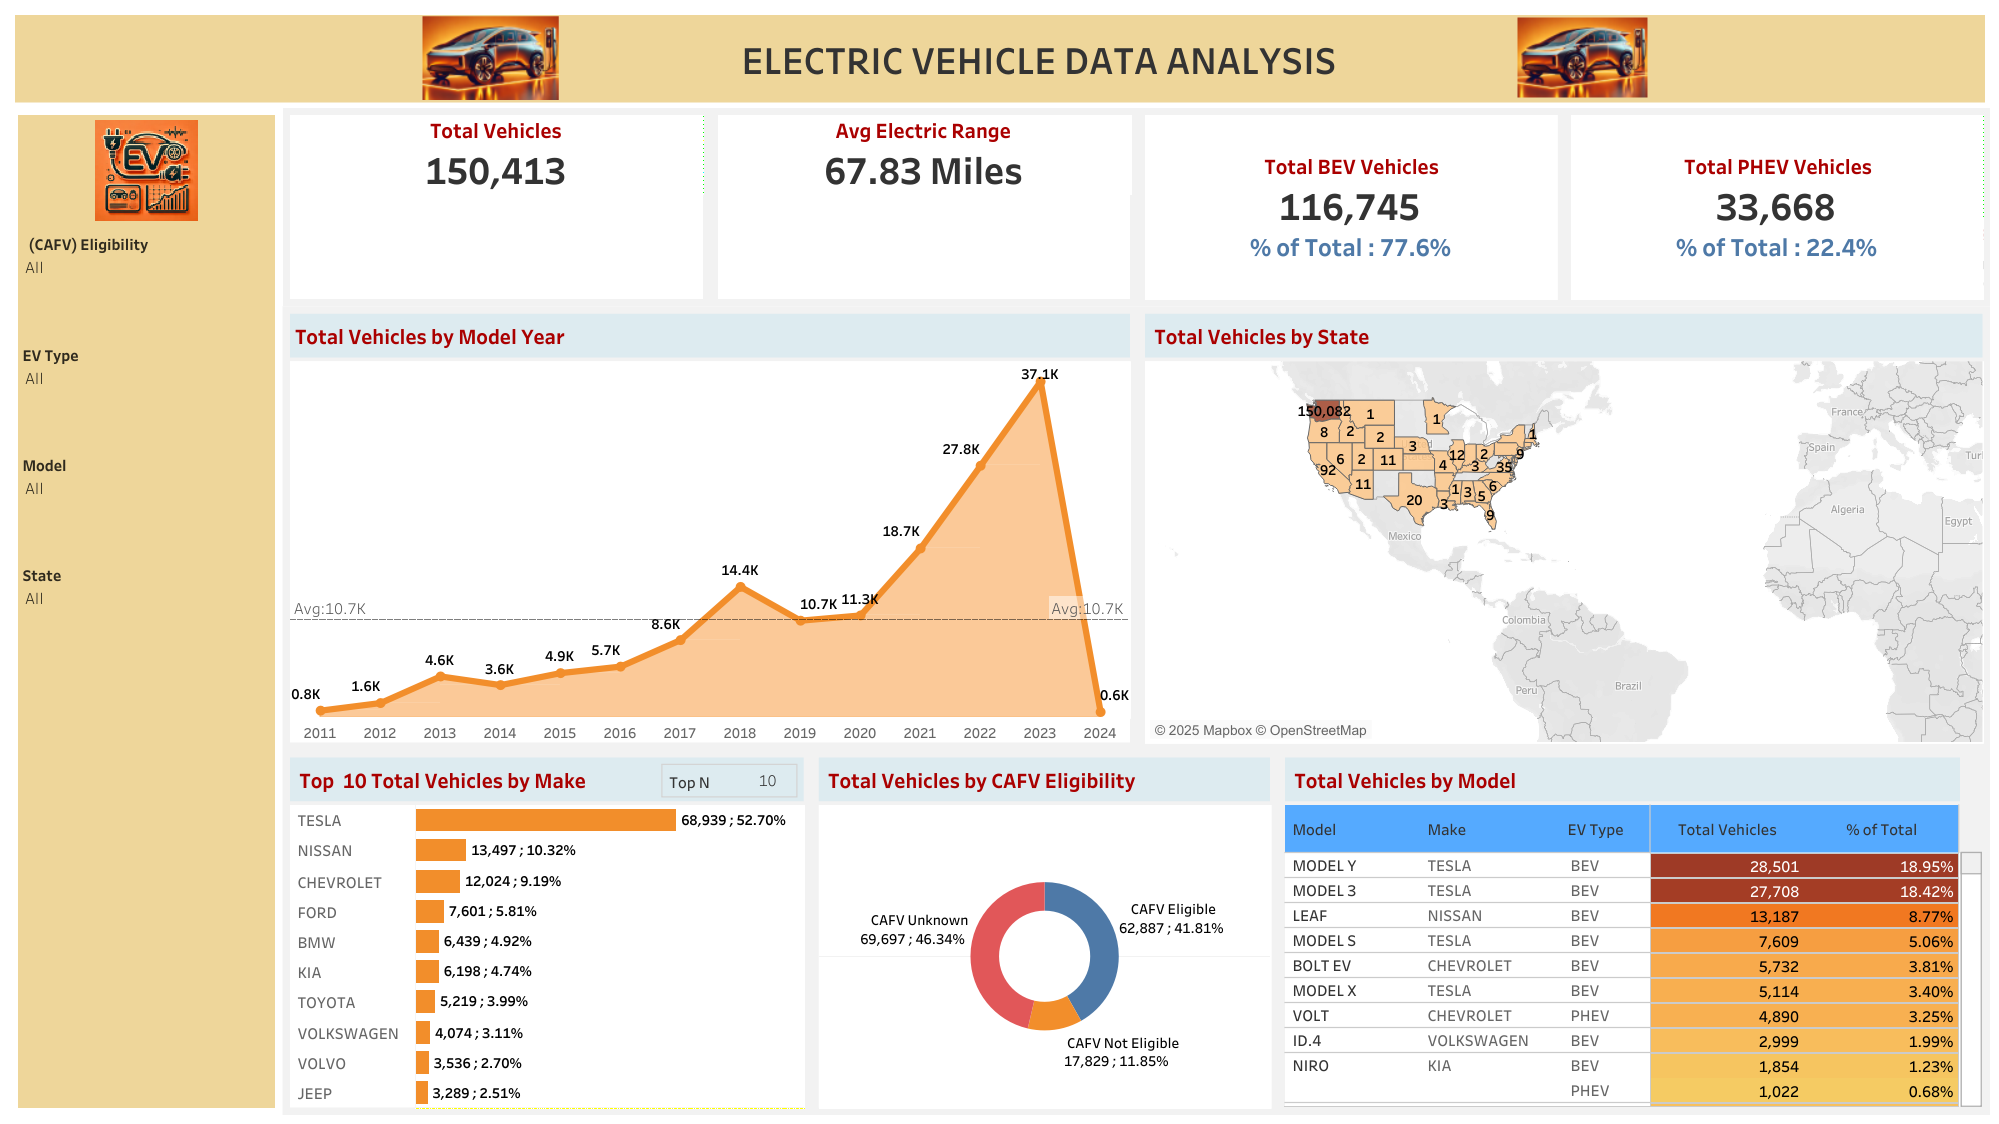 ELECTRIC VEHICLE DATA ANALYSIS
EV
(CAFV) Eligibility
All
EV Type
All
Model
All
State
All
Total Vehicles
150,413
Avg Electric Range
67.83 Miles
Total BEV Vehicles
116,745
% of Total : 77.6%
Total PHEV Vehicles
33,668
% of Total : 22.4%
Total Vehicles by Model Year
37.1K
27.8K
18.7K
14.4K
10.7K 11.3K
Avg:10.7K Avg:10.7K
8.6K
5.7K
4.9K
4.6K
3.6K
1.6K
0.8K
0.6K
2011 2012 2013 2014 2015 2016 2017 2018 2019 2020 2021 2022 2023 2024
Total Vehicles by State
150,082 1 1
8 2 2 3 1
92 6 2 11 4 12 3 2 35 9
11 20 3 1 3 5 6 9
France
Spain
Tur
Algeria
Egypt
Mexico
Colombia
Peru
Brazil
© 2025 Mapbox © OpenStreetMap
Top 10 Total Vehicles by Make
Top N 10
TESLA 68,939 ; 52.70%
NISSAN 13,497 ; 10.32%
CHEVROLET 12,024 ; 9.19%
FORD 7,601 ; 5.81%
BMW 6,439 ; 4.92%
KIA 6,198 ; 4.74%
TOYOTA 5,219 ; 3.99%
VOLKSWAGEN 4,074 ; 3.11%
VOLVO 3,536 ; 2.70%
JEEP 3,289 ; 2.51%
Total Vehicles by CAFV Eligibility
CAFV Unknown
69,697 ; 46.34%
CAFV Eligible
62,887 ; 41.81%
CAFV Not Eligible
17,829 ; 11.85%
Total Vehicles by Model
Model Make EV Type Total Vehicles % of Total
MODEL Y TESLA BEV 28,501 18.95%
MODEL 3 TESLA BEV 27,708 18.42%
LEAF NISSAN BEV 13,187 8.77%
MODEL S TESLA BEV 7,609 5.06%
BOLT EV CHEVROLET BEV 5,732 3.81%
MODEL X TESLA BEV 5,114 3.40%
VOLT CHEVROLET PHEV 4,890 3.25%
ID.4 VOLKSWAGEN BEV 2,999 1.99%
NIRO KIA BEV 1,854 1.23%
PHEV 1,022 0.68%